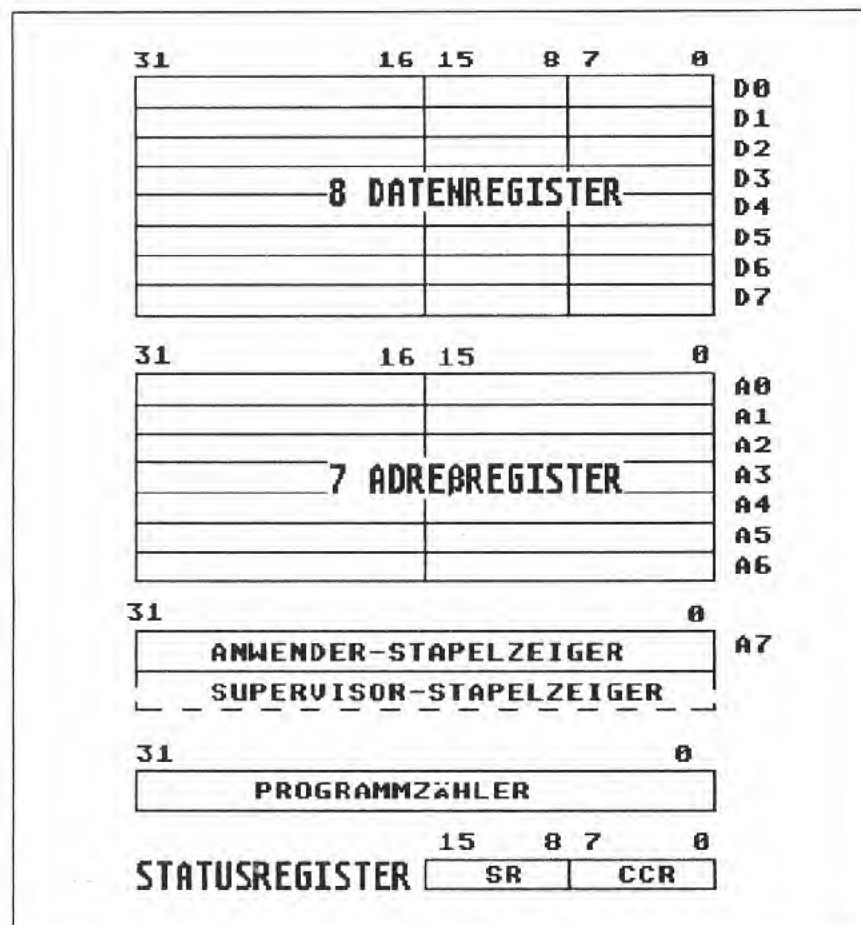 31 16 15 8 7 0
D0
D1
D2
D3
8 DATENREGISTER
D4
D5
D6
D7
31 16 15 0
A0
A1
A2
7 ADREßREGISTER A3
A4
A5
A6
31 0
ANWENDER-STAPELZEIGER A7
SUPERVISOR-STAPELZEIGER
31 0
PROGRAMMZÄHLER
15 8 7 0
STATUSREGISTER SR CCR